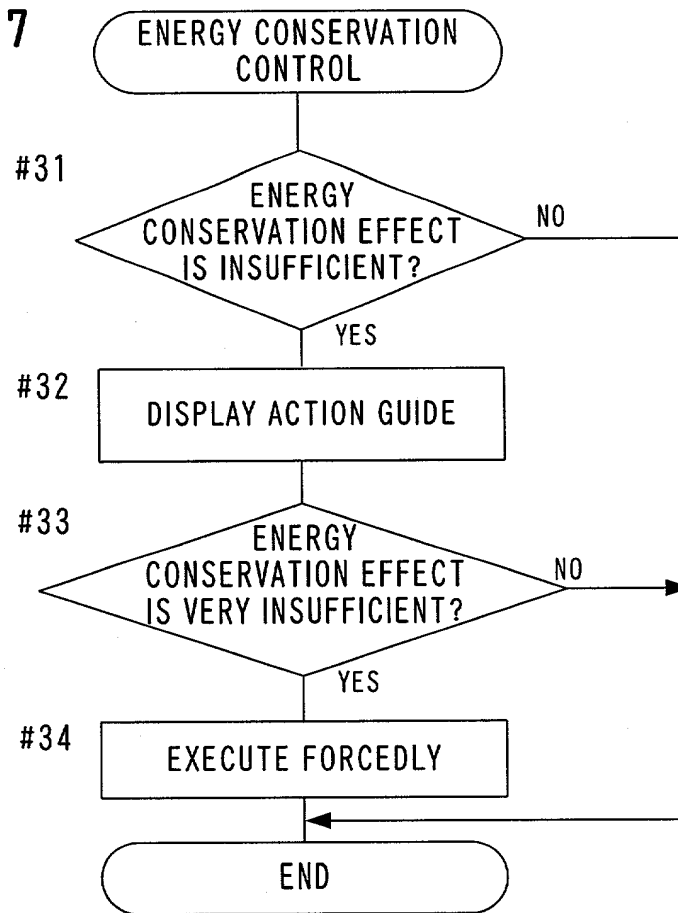 7
ENERGY CONSERVATION
CONTROL
#31
ENERGY
CONSERVATION EFFECT
IS INSUFFICIENT?
NO
YES
#32
DISPLAY ACTION GUIDE
#33
ENERGY
CONSERVATION EFFECT
IS VERY INSUFFICIENT?
NO
YES
#34
EXECUTE FORCEDLY
END